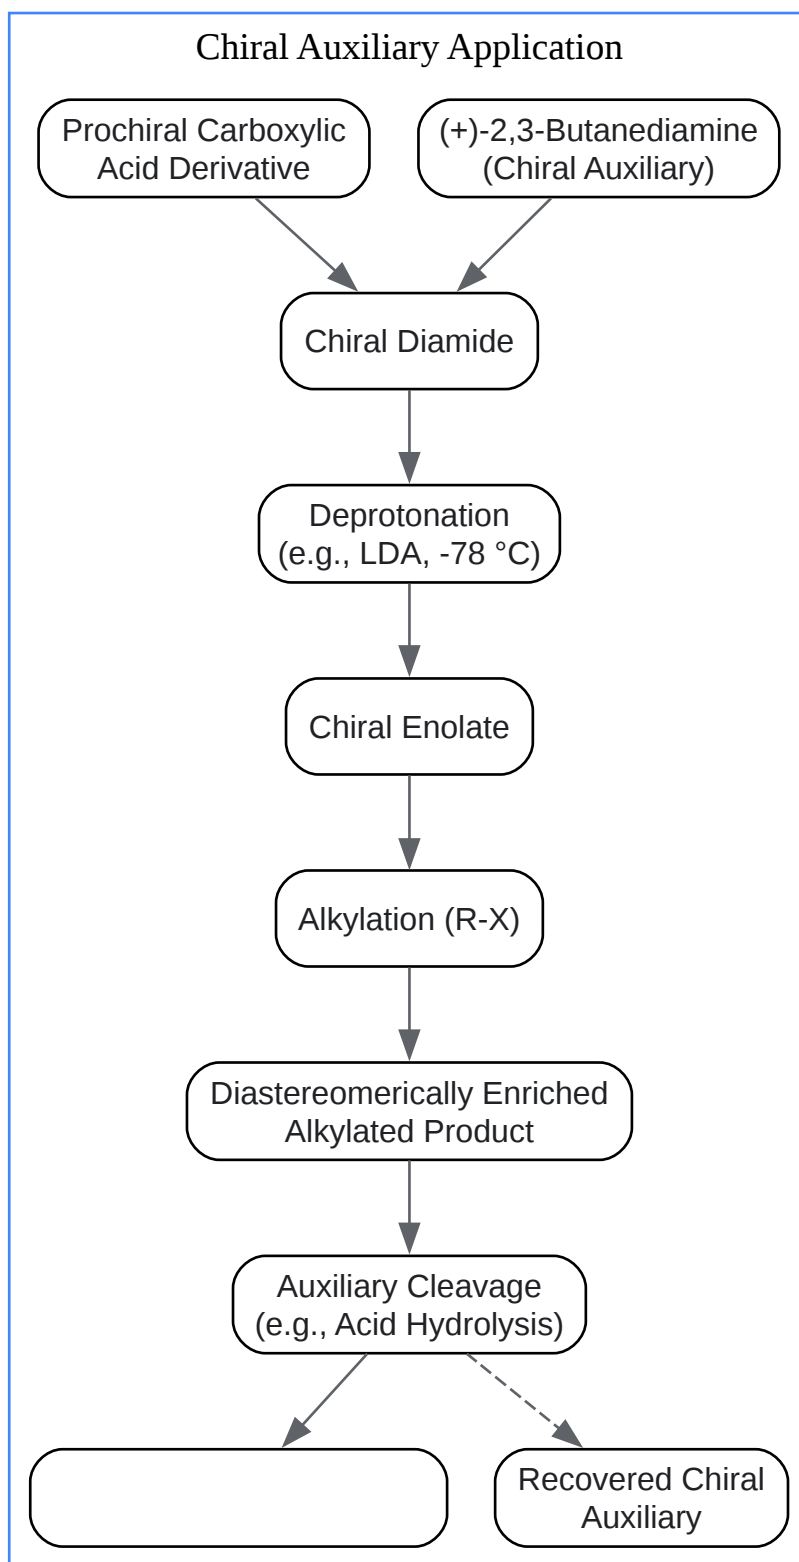 Chiral Auxiliary Application
Prochiral Carboxylic
Acid Derivative
(+)-2,3-Butanediamine
(Chiral Auxiliary)
Chiral Diamide
Deprotonation
(e.g., LDA, -78 °C)
Chiral Enolate
Alkylation (R-X)
Diastereomerically Enriched
Alkylated Product
Auxiliary Cleavage
(e.g., Acid Hydrolysis)
Recovered Chiral
Auxiliary